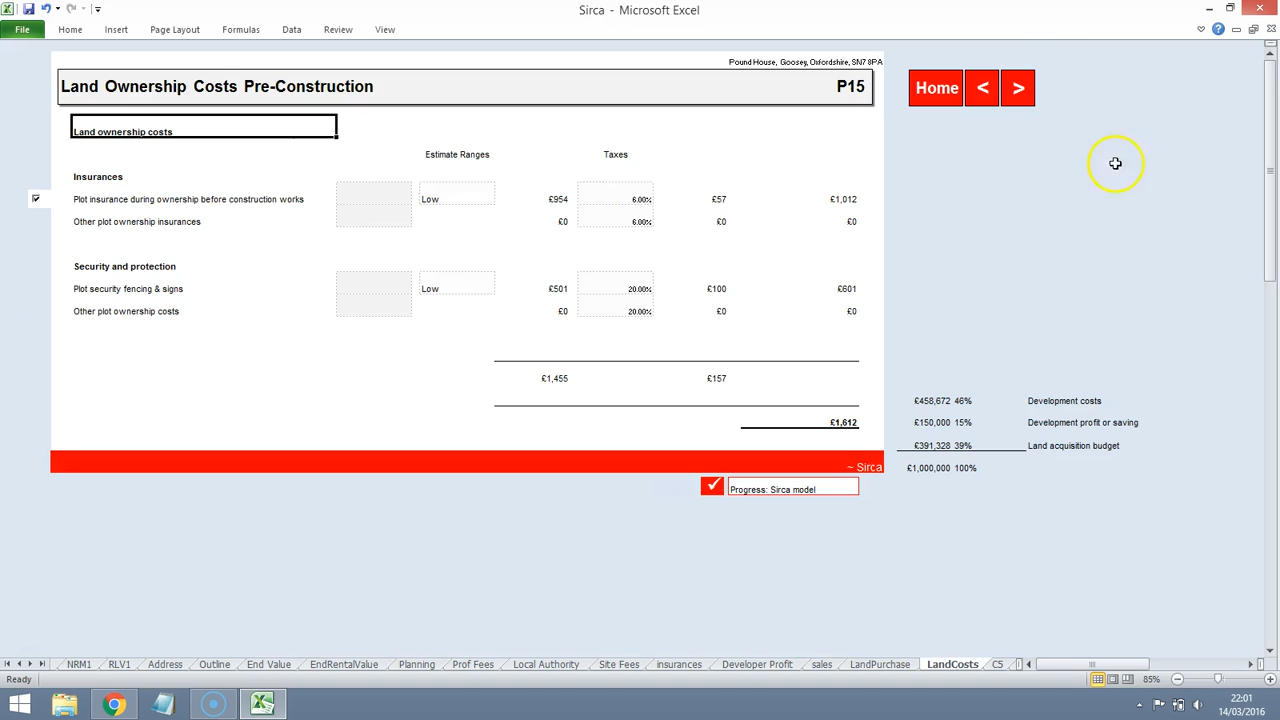 Sirca - Microsoft Excel
File Home Insert Page Layout Formulas Data Review View
Pound House, Goosey, Oxfordshire, SN7 8PA
Land Ownership Costs Pre-Construction P15
Home < >
Land ownership costs
Estimate Ranges Taxes
Insurances
Plot insurance during ownership before construction works Low £954 6.00% £57 £1,012
Other plot ownership insurances £0 6.00% £0 £0
Security and protection
Plot security fencing & signs Low £501 20.00% £100 £601
Other plot ownership costs £0 20.00% £0 £0
£1,455 £157
£1,612
£458,672 46% Development costs
£150,000 15% Development profit or saving
£391,328 39% Land acquisition budget
£1,000,000 100%
~ Sirca
Progress: Sirca model
NRM1 RLV1 Address Outline End Value EndRentalValue Planning Prof Fees Local Authority Site Fees insurances Developer Profit sales LandPurchase LandCosts C5
Ready 85%
22:01
14/03/2016